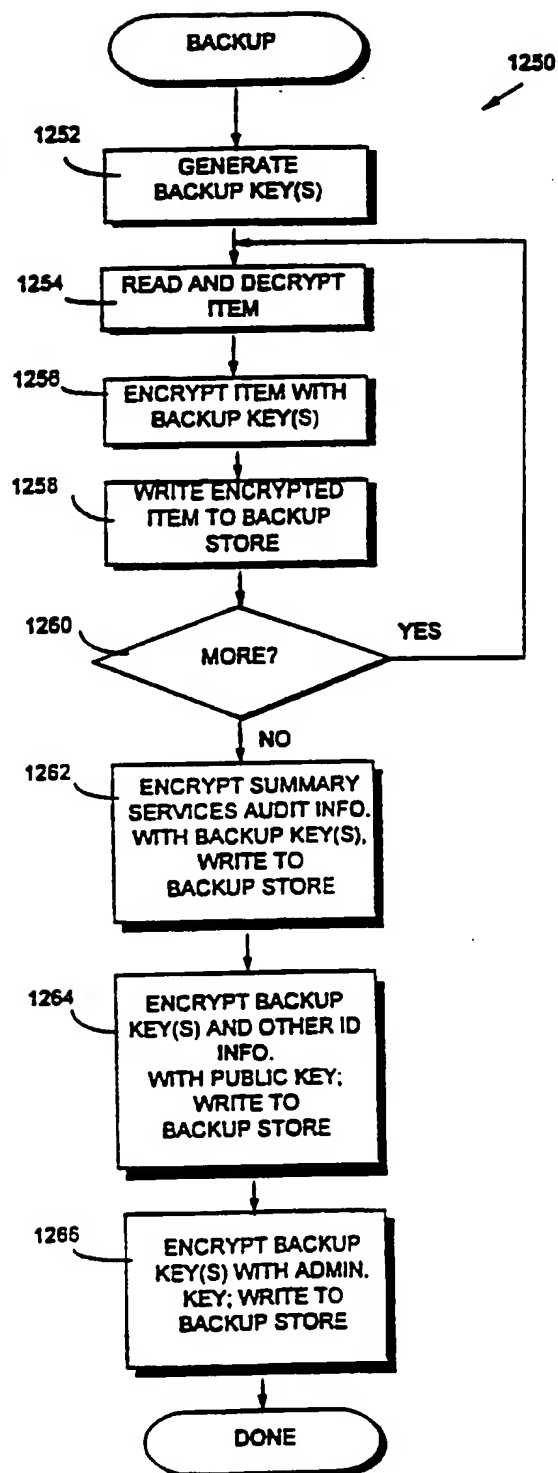 BACKUP
1250
1252
GENERATE
BACKUP KEY(S)
1254
READ AND DECRYPT
ITEM
1256
ENCRYPT ITEM WITH
BACKUP KEY(S)
1258
WRITE ENCRYPTED
ITEM TO BACKUP
STORE
1260
MORE?
YES
NO
1262
ENCRYPT SUMMARY
SERVICES AUDIT INFO.
WITH BACKUP KEY(S),
WRITE TO
BACKUP STORE
1264
ENCRYPT BACKUP
KEY(S) AND OTHER ID
INFO.
WITH PUBLIC KEY;
WRITE TO
BACKUP STORE
1266
ENCRYPT BACKUP
KEY(S) WITH ADMIN.
KEY; WRITE TO
BACKUP STORE
DONE